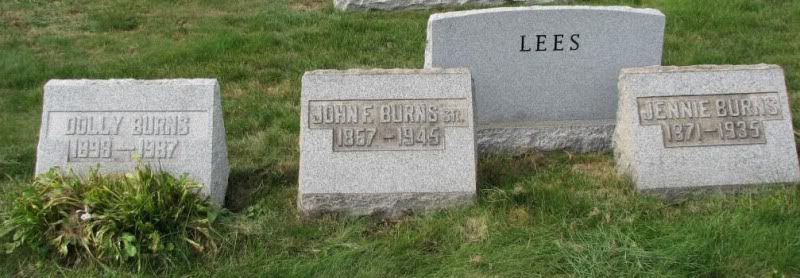 LEES
DOLLY BURNS
1898 — 1987
JOHN F. BURNS SR.
1857 — 1945
JENNIE BURNS
1871 — 1935